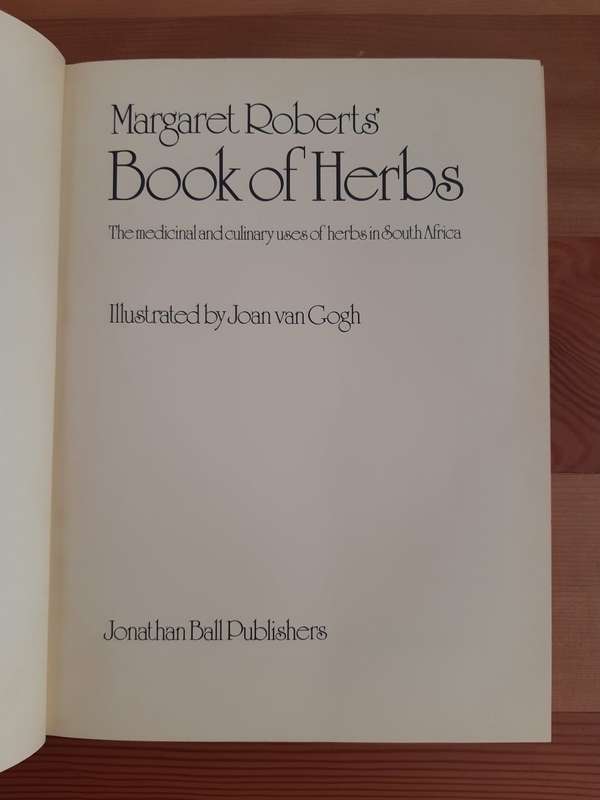 Margaret Roberts'
Book of Herbs
The medicinal and culinary uses of herbs in South Africa
Illustrated by Joan van Gogh
Jonathan Ball Publishers